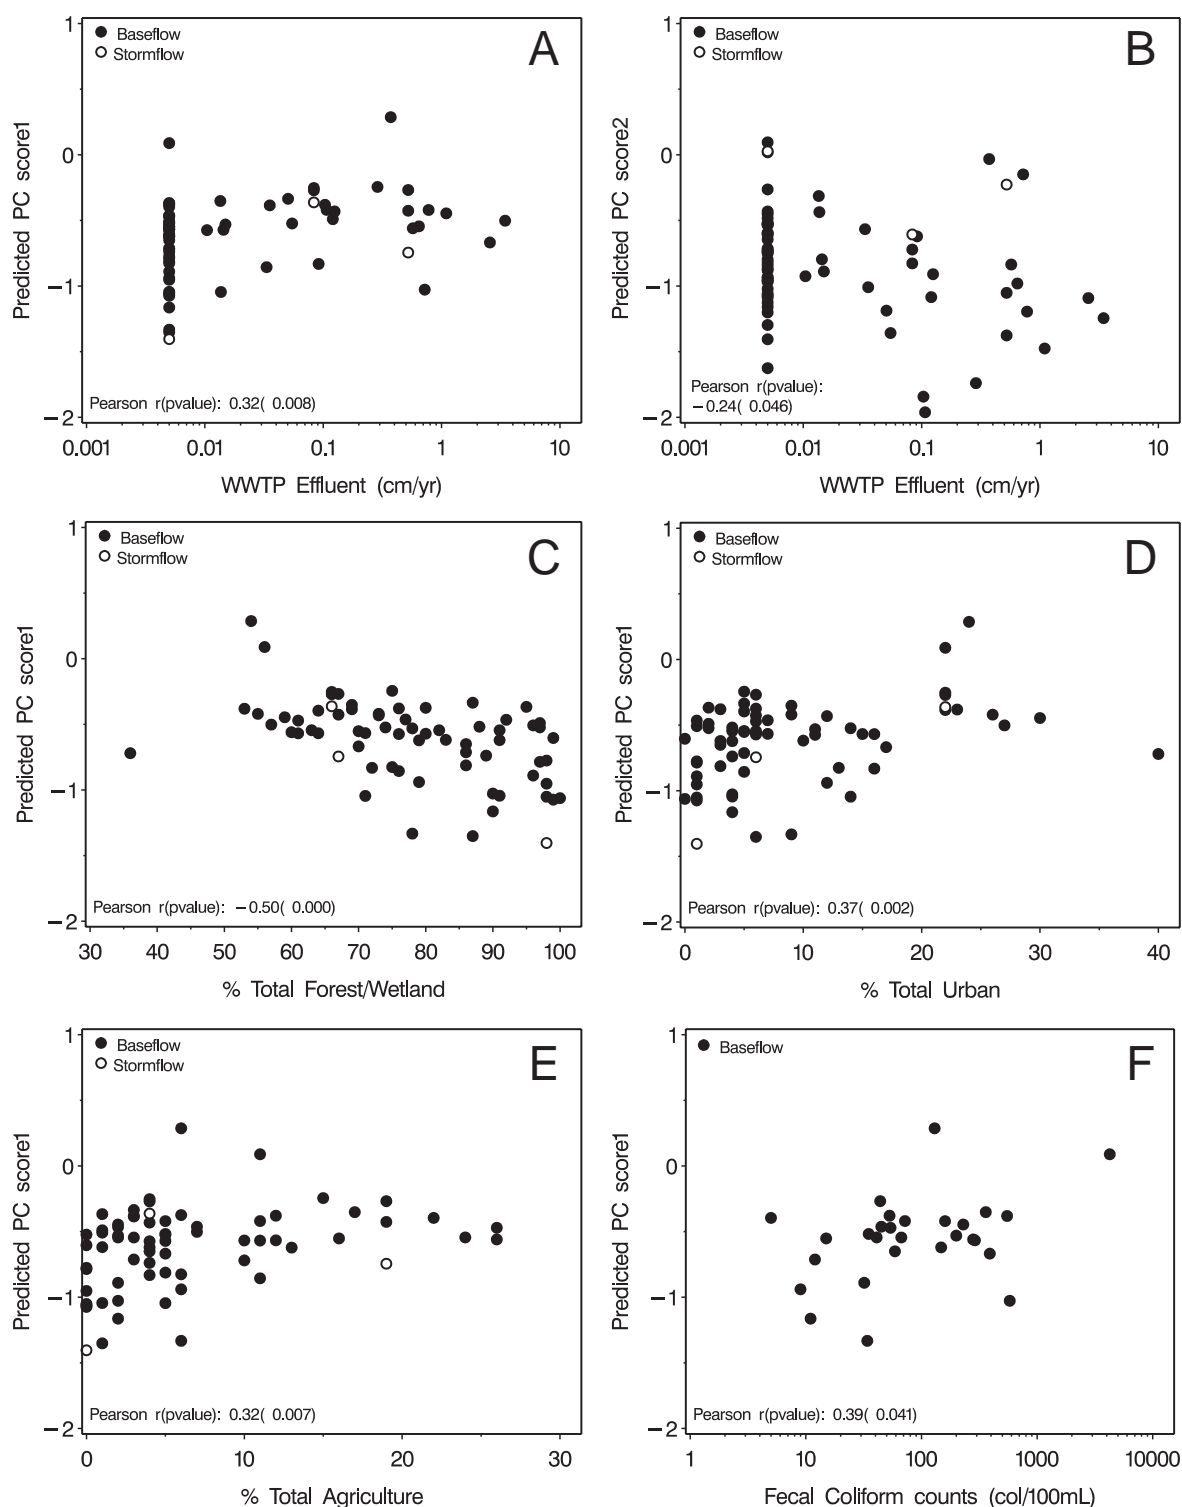 A
Baseflow
Stormflow
1
0
−1
−2
Predicted PC score1
Pearson r(pvalue): 0.32( 0.008)
0.001 0.01 0.1 1 10
WWTP Effluent (cm/yr)
B
Baseflow
Stormflow
1
0
−1
−2
Predicted PC score2
Pearson r(pvalue):
−0.24( 0.046)
0.001 0.01 0.1 1 10
WWTP Effluent (cm/yr)
C
Baseflow
Stormflow
1
0
−1
−2
Predicted PC score1
Pearson r(pvalue): −0.50( 0.000)
30 40 50 60 70 80 90 100
% Total Forest/Wetland
D
Baseflow
Stormflow
1
0
−1
−2
Predicted PC score1
Pearson r(pvalue): 0.37( 0.002)
0 10 20 30 40
% Total Urban
E
Baseflow
Stormflow
1
0
−1
−2
Predicted PC score1
Pearson r(pvalue): 0.32( 0.007)
0 10 20 30
% Total Agriculture
F
Baseflow
1
0
−1
−2
Predicted PC score1
Pearson r(pvalue): 0.39( 0.041)
1 10 100 1000 10000
Fecal Coliform counts (col/100mL)